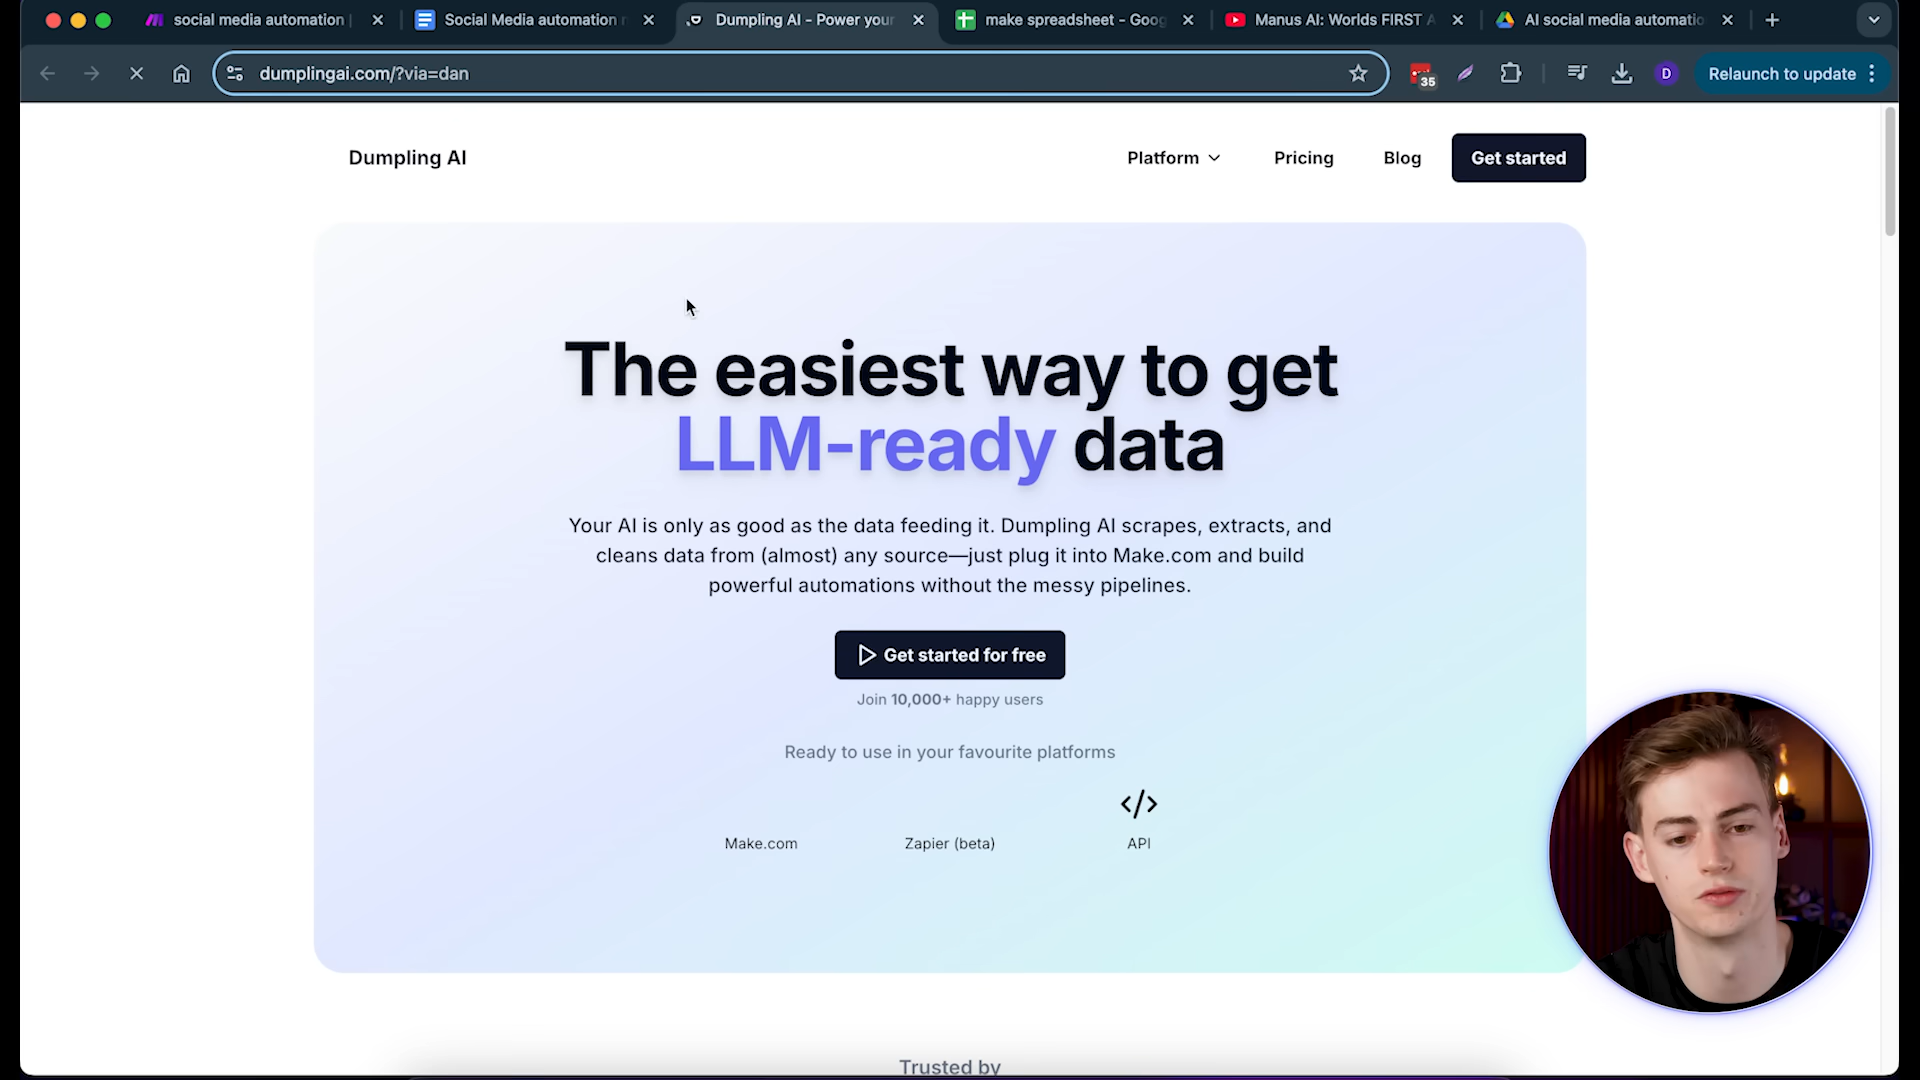 social media automation |
Social Media automation
Dumpling AI - Power your
make spreadsheet - Goog
Manus AI: Worlds FIRST A
AI social media automatio
dumplingai.com/?via=dan
35
D
Relaunch to update
Dumpling AI
Platform
Pricing
Blog
Get started
The easiest way to get
LLM-ready data
Your AI is only as good as the data feeding it. Dumpling AI scrapes, extracts, and
cleans data from (almost) any source—just plug it into Make.com and build
powerful automations without the messy pipelines.
Get started for free
Join 10,000+ happy users
Ready to use in your favourite platforms
</>
Make.com
Zapier (beta)
API
Trusted by